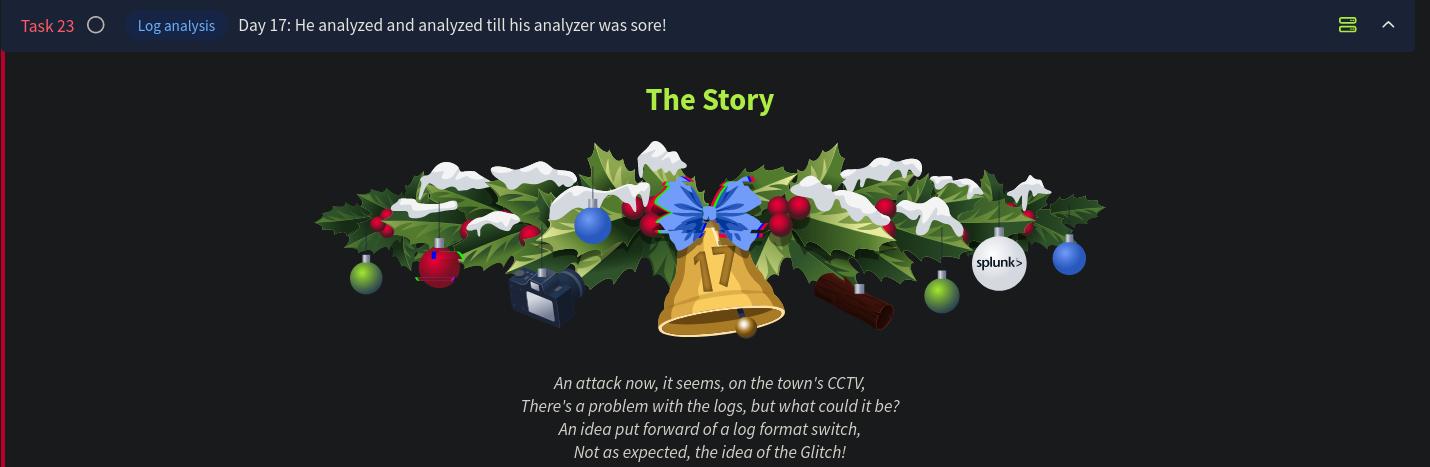 Task 23 Log analysis Day 17: He analyzed and analyzed till his analyzer was sore!
The Story
17
splunk>
An attack now, it seems, on the town's CCTV,
There's a problem with the logs, but what could it be?
An idea put forward of a log format switch,
Not as expected, the idea of the Glitch!